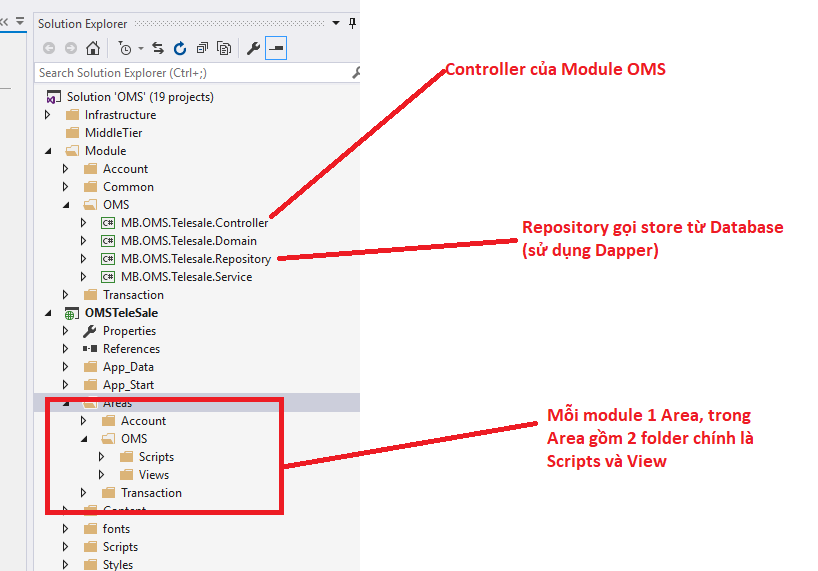 Solution Explorer
Search Solution Explorer (Ctrl+;)
Solution 'OMS' (19 projects)
Infrastructure
MiddleTier
Module
Account
Common
OMS
C# MB.OMS.Telesale.Controller
C# MB.OMS.Telesale.Domain
C# MB.OMS.Telesale.Repository
C# MB.OMS.Telesale.Service
Transaction
OMSTeleSale
Properties
References
App_Data
App_Start
Areas
Account
OMS
Scripts
Views
Transaction
Content
fonts
Scripts
Styles
Controller của Module OMS
Repository gọi store từ Database
(sử dụng Dapper)
Mỗi module 1 Area, trong
Area gồm 2 folder chính là
Scripts và View